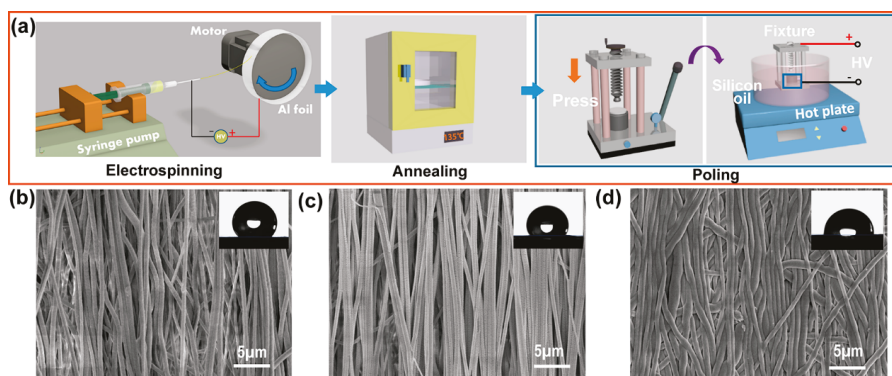 (a)
Motor
Al foil
Syringe pump
- HV +
Electrospinning
135℃
Annealing
Press
Fixture
+
HV
-
Silicon
oil
Hot plate
Poling
(b)
5μm
(c)
5μm
(d)
5μm